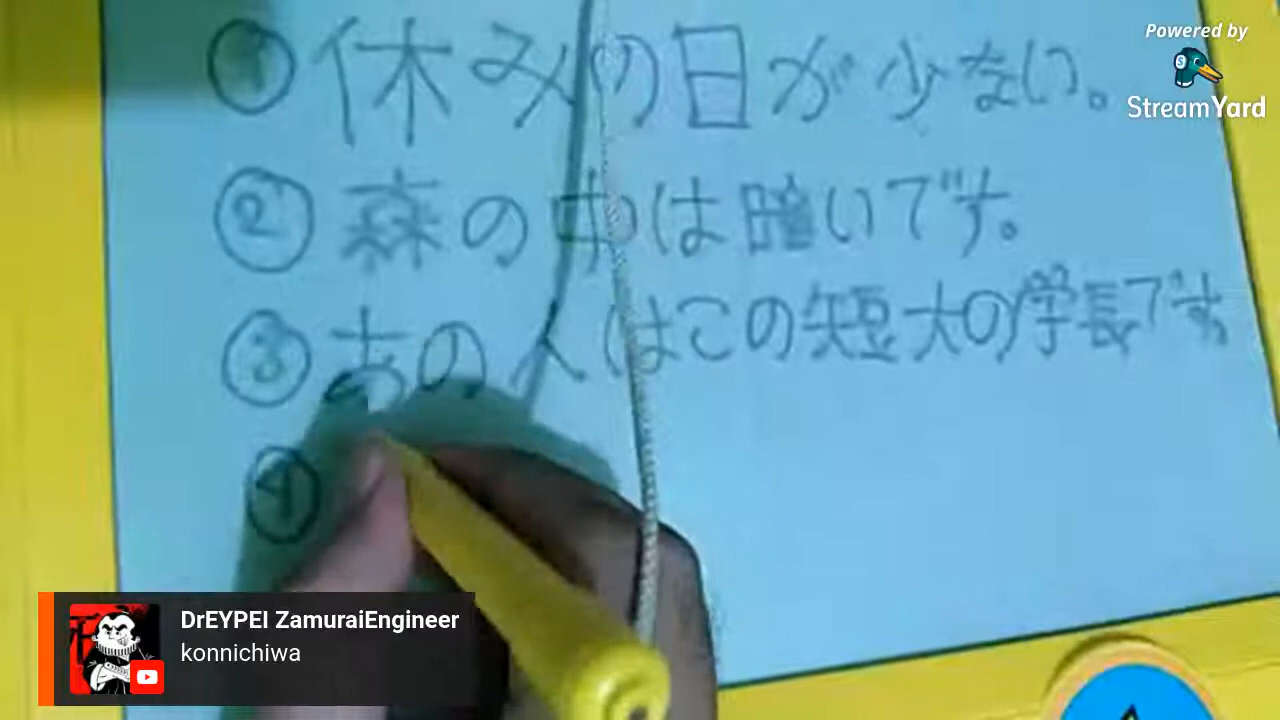 Powered by
StreamYard
① 休みの日が少ない。
② 森の中は暗いです。
③ あの人はこの短大の学長です
④
DrEYPEI ZamuraiEngineer
konnichiwa